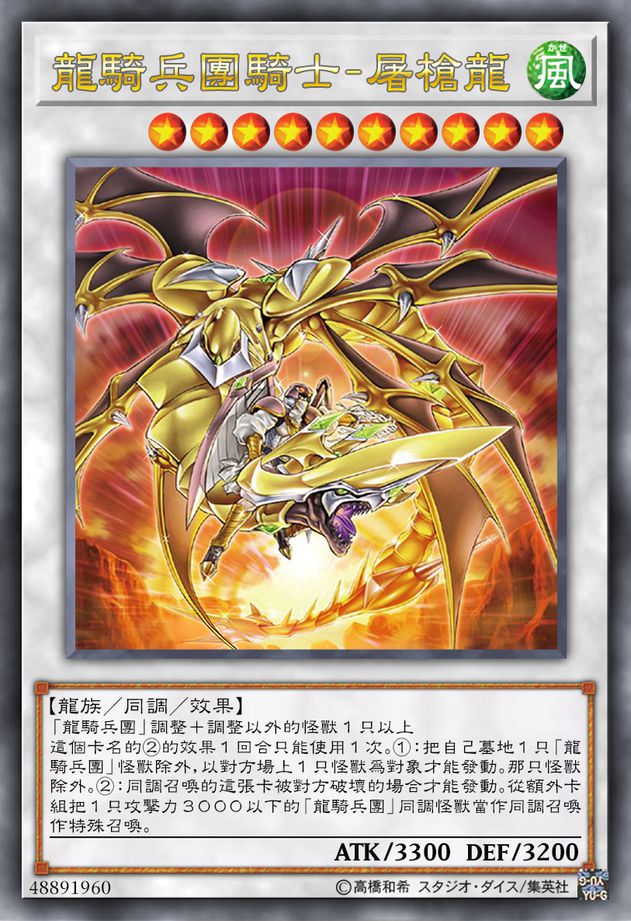 龍騎兵團騎士-屠槍龍
かぜ
風
【龍族／同調／效果】
「龍騎兵團」調整＋調整以外的怪獸１只以上
這個卡名的②的效果１回合只能使用１次。①：把自己墓地１只「龍
騎兵團」怪獸除外，以對方場上１只怪獸為對象才能發動。那只怪獸
除外。②：同調召喚的這張卡被對方破壞的場合才能發動。從額外卡
組把１只攻擊力３０００以下的「龍騎兵團」同調怪獸當作同調召喚
作特殊召喚。
ATK/3300 DEF/3200
48891960
©高橋和希 スタジオ・ダイス/集英社